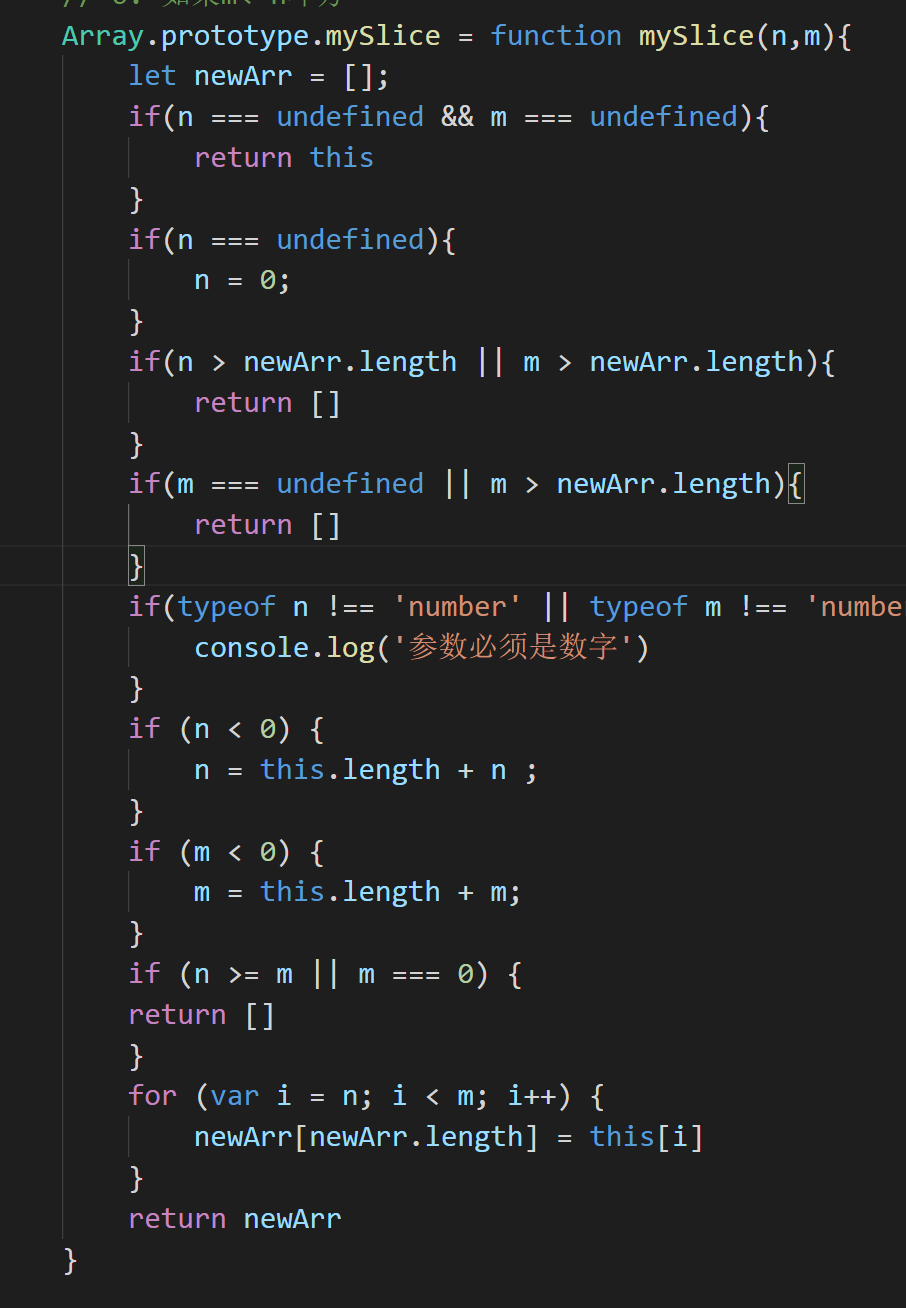 Array.prototype.mySlice = function mySlice(n,m){
let newArr = [];
if(n === undefined && m === undefined){
return this
}
if(n === undefined){
n = 0;
}
if(n > newArr.length || m > newArr.length){
return []
}
if(m === undefined || m > newArr.length){
return []
}
if(typeof n !== 'number' || typeof m !== 'numbe
console.log('参数必须是数字')
}
if (n < 0) {
n = this.length + n ;
}
if (m < 0) {
m = this.length + m;
}
if (n >= m || m === 0) {
return []
}
for (var i = n; i < m; i++) {
newArr[newArr.length] = this[i]
}
return newArr
}